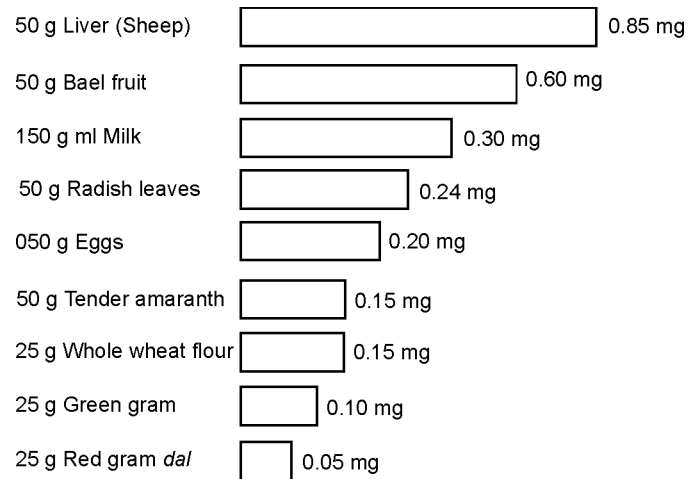 50 g Liver (Sheep) 0.85 mg
50 g Bael fruit 0.60 mg
150 g ml Milk 0.30 mg
50 g Radish leaves 0.24 mg
050 g Eggs 0.20 mg
50 g Tender amaranth 0.15 mg
25 g Whole wheat flour 0.15 mg
25 g Green gram 0.10 mg
25 g Red gram dal 0.05 mg